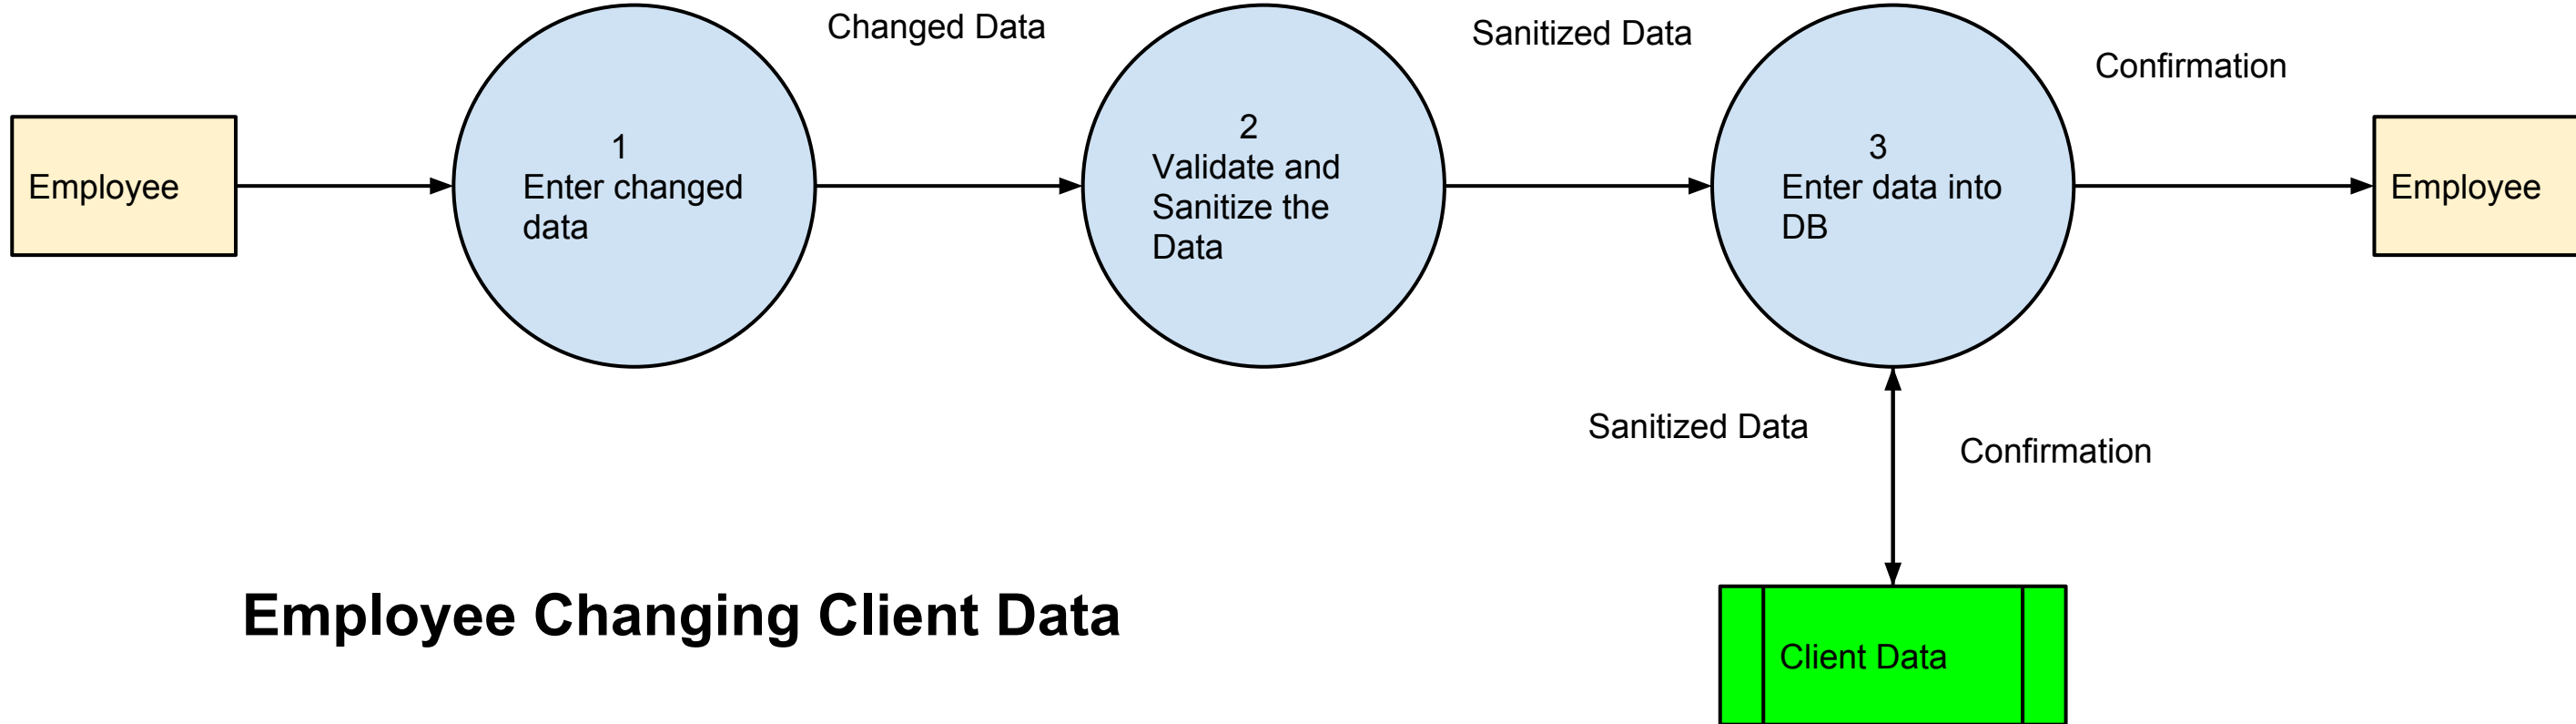 Changed Data
Sanitized Data
Confirmation
Employee
1
Enter changed
data
2
Validate and
Sanitize the
Data
3
Enter data into
DB
Employee
Sanitized Data
Confirmation
Employee Changing Client Data
Client Data